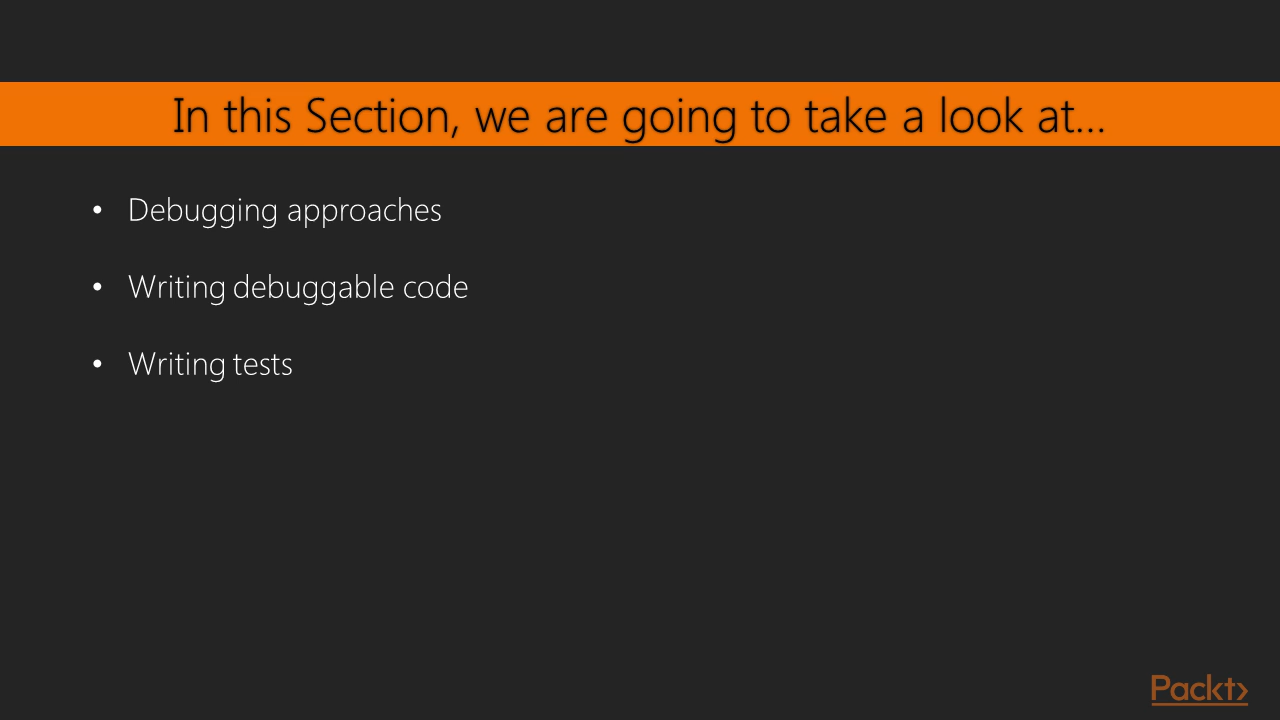 In this Section, we are going to take a look at...
• Debugging approaches
• Writing debuggable code
• Writing tests
Packt>